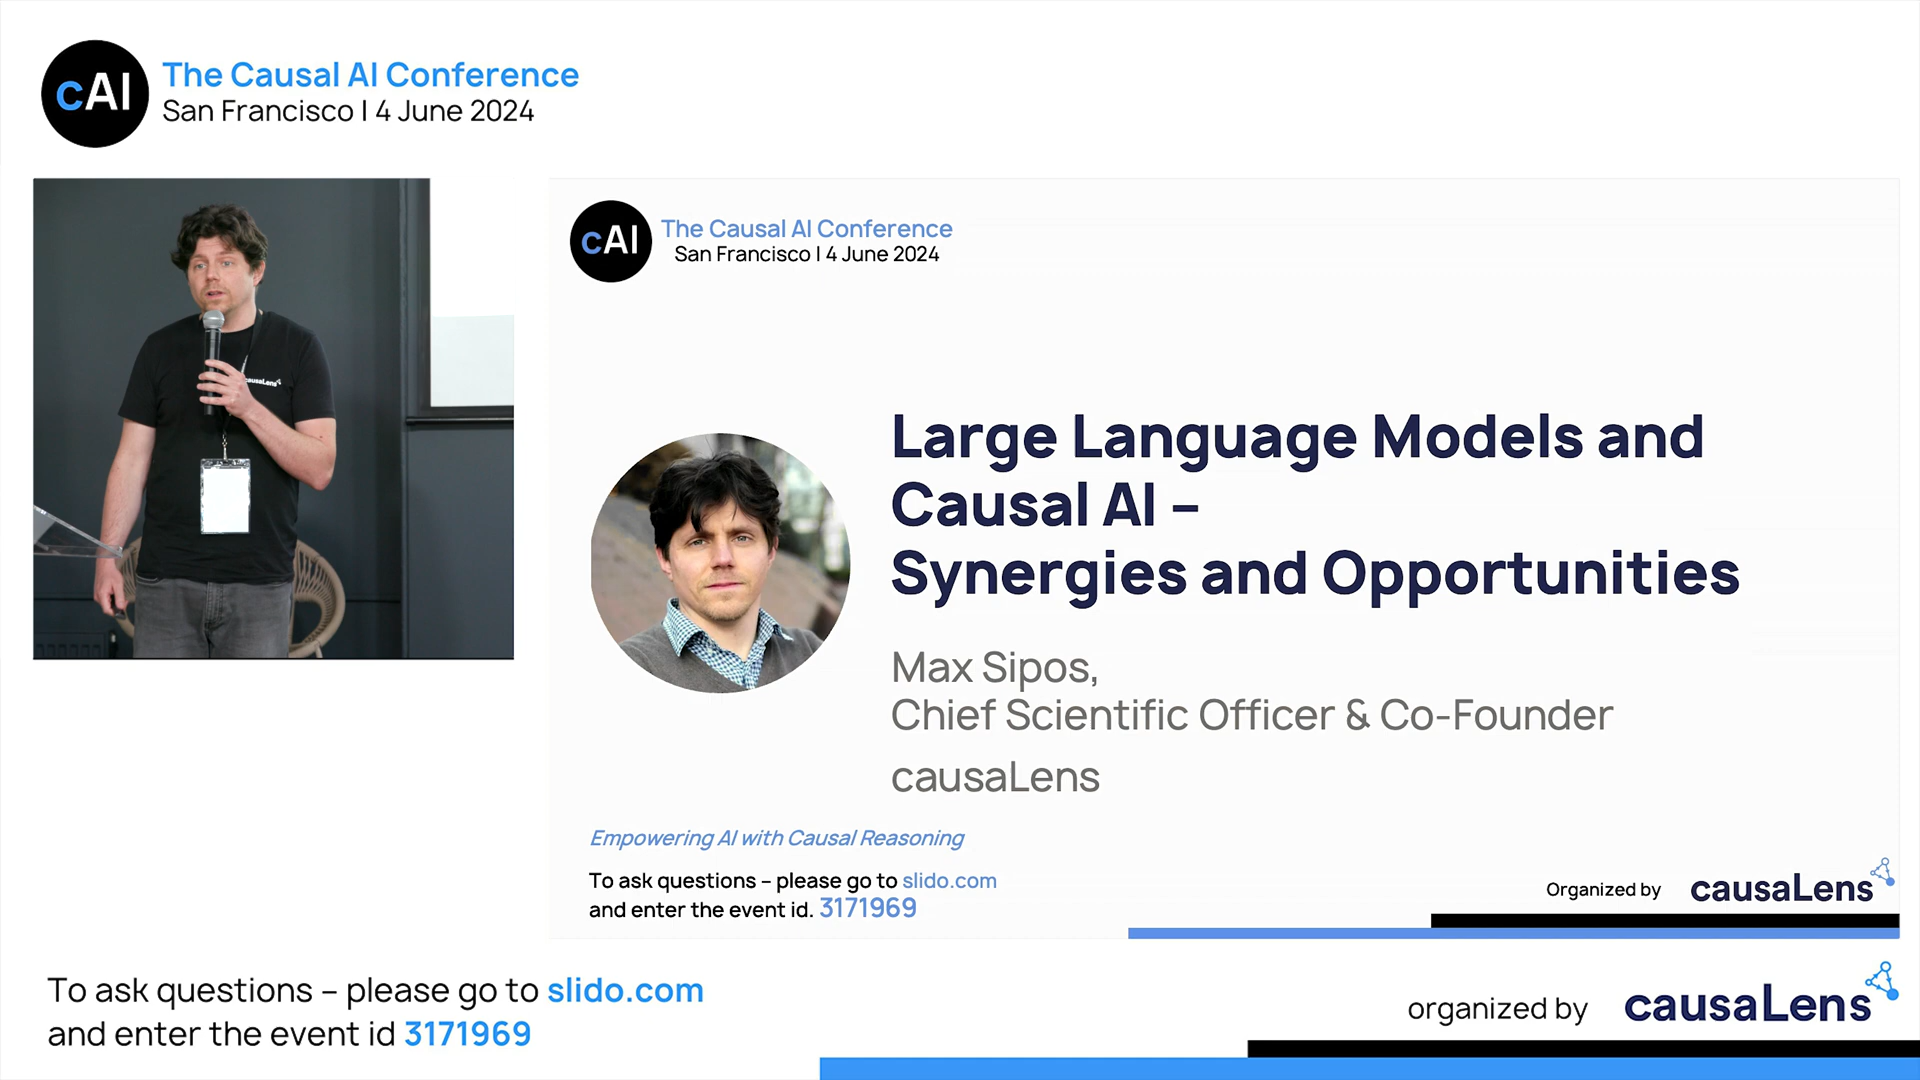 cAI
The Causal AI Conference
San Francisco | 4 June 2024
causaLens
cAI
The Causal AI Conference
San Francisco | 4 June 2024
Large Language Models and
Causal AI –
Synergies and Opportunities
Max Sipos,
Chief Scientific Officer & Co-Founder
causaLens
Empowering AI with Causal Reasoning
To ask questions – please go to slido.com
and enter the event id. 3171969
Organized by causaLens
To ask questions – please go to slido.com
and enter the event id 3171969
organized by causaLens